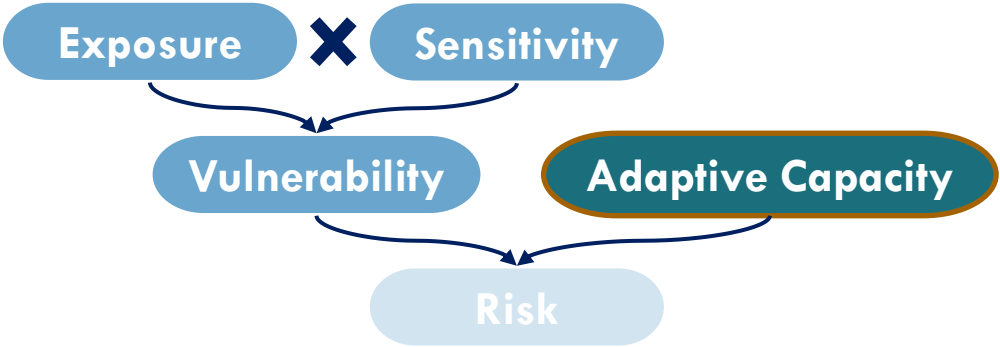 Exposure
Sensitivity
Vulnerability
Adaptive Capacity
Risk